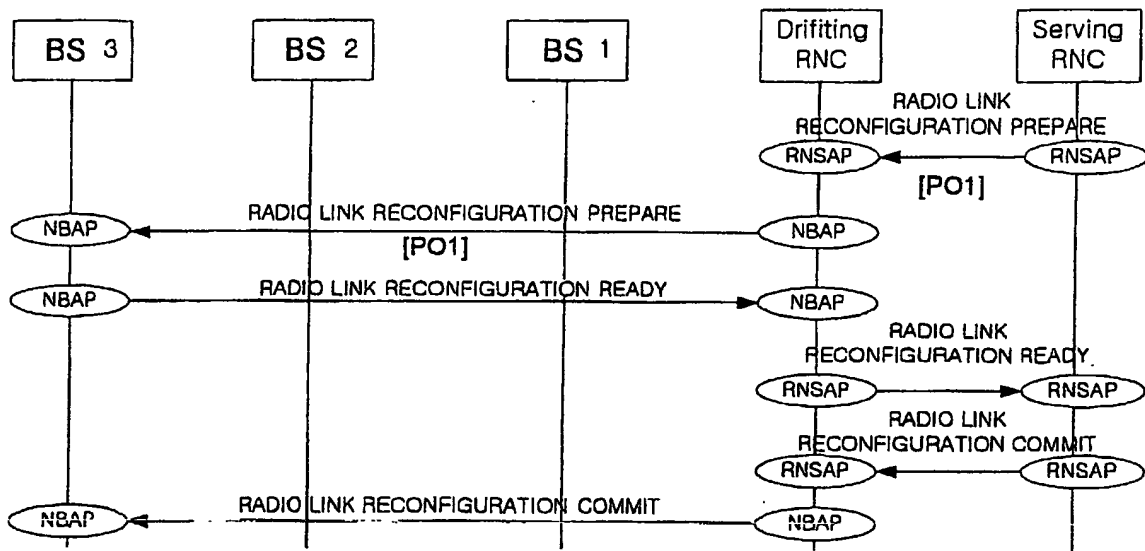 BS 3
BS 2
BS 1
Drifiting
RNC
Serving
RNC
RADIO LINK
RECONFIGURATION PREPARE
RNSAP
RNSAP
[PO1]
RADIO LINK RECONFIGURATION PREPARE
NBAP
NBAP
[PO1]
RADIO LINK RECONFIGURATION READY
NBAP
NBAP
RADIO LINK
RECONFIGURATION READY
RNSAP
RNSAP
RADIO LINK
RECONFIGURATION COMMIT
RNSAP
RNSAP
RADIO LINK RECONFIGURATION COMMIT
NBAP
NBAP